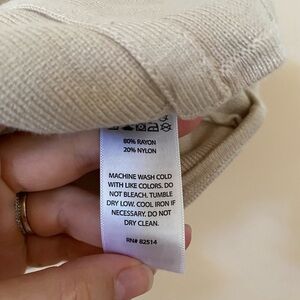 80% RAYON
20% NYLON
MACHINE WASH COLD
WITH LIKE COLORS. DO
NOT BLEACH. TUMBLE
DRY LOW. COOL IRON IF
NECESSARY. DO NOT
DRY CLEAN.
RN# 82514